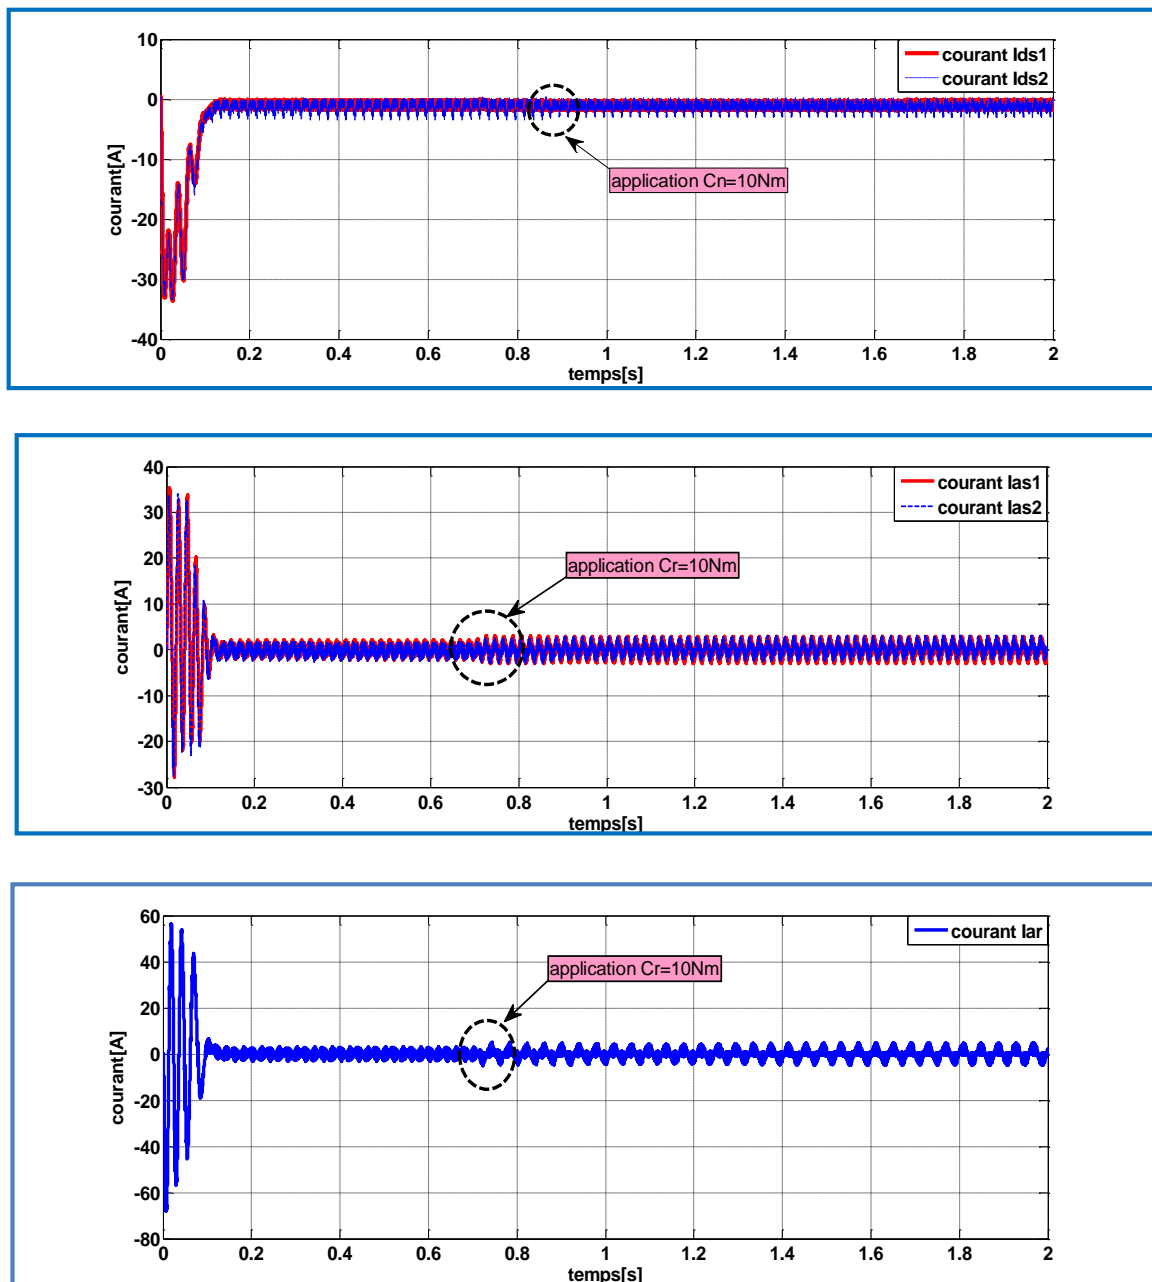 10
0
-10
-20
-30
-40
courant[A]
courant Ids1
courant Ids2
application Cn=10Nm
0 0.2 0.4 0.6 0.8 1 1.2 1.4 1.6 1.8 2
temps[s]
40
30
20
10
0
-10
-20
-30
courant[A]
courant Ias1
courant Ias2
application Cr=10Nm
0 0.2 0.4 0.6 0.8 1 1.2 1.4 1.6 1.8 2
temps[s]
60
40
20
0
-20
-40
-60
-80
courant[A]
courant Iar
application Cr=10Nm
0 0.2 0.4 0.6 0.8 1 1.2 1.4 1.6 1.8 2
temps[s]